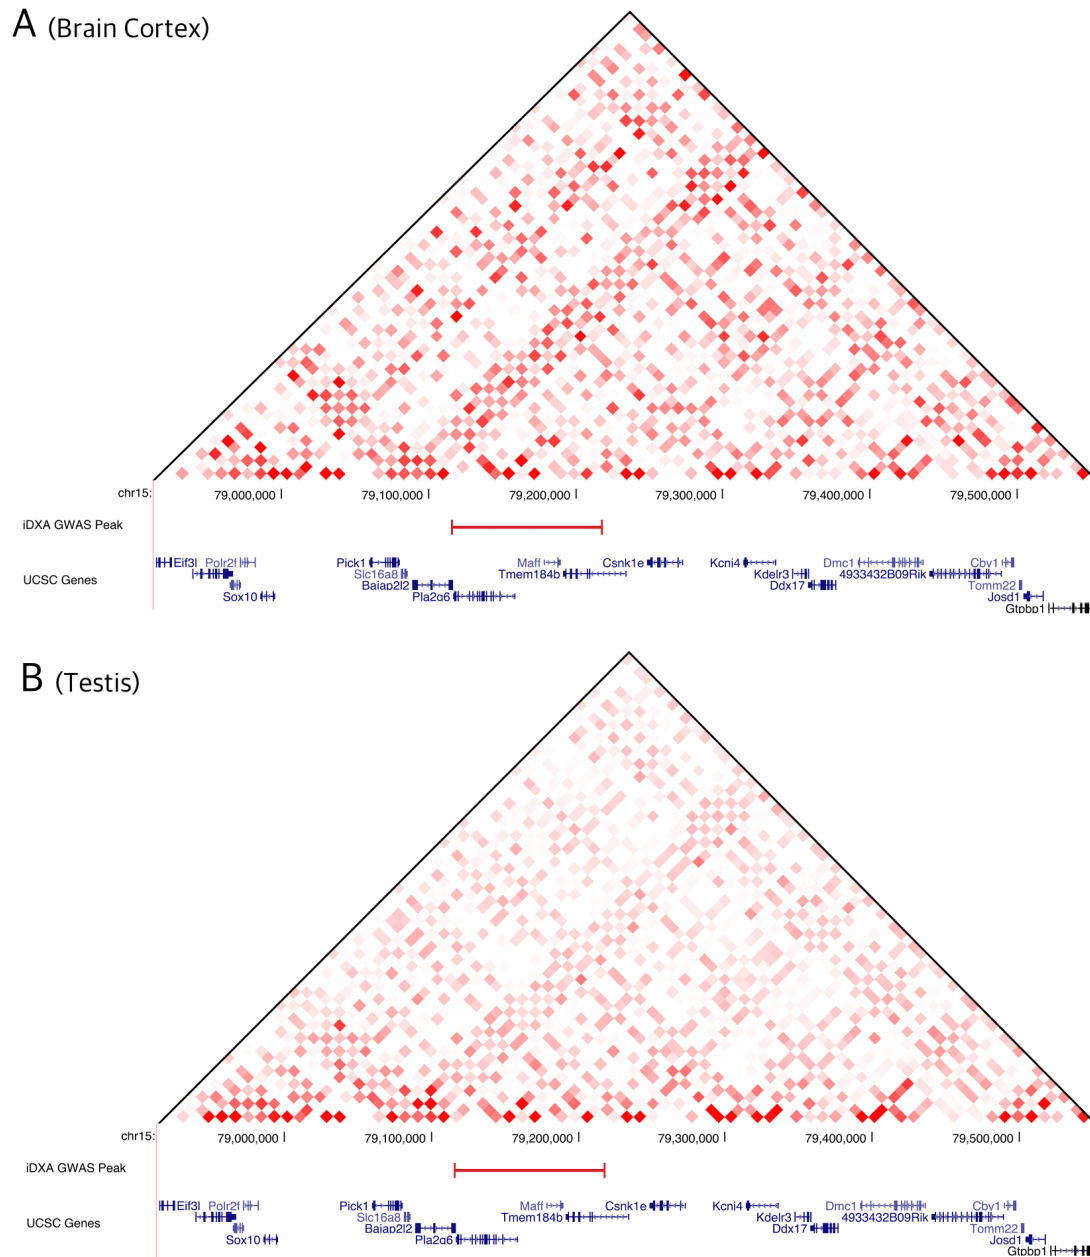 A (Brain Cortex)
chr15: 79,000,000 79,100,000 79,200,000 79,300,000 79,400,000 79,500,000
iDXA GWAS Peak
Eif3l Polr2f Pick1 Maff Csnk1e Kcni4 Dmc1 Cby1
UCSC Genes
Slc16a8 Tmem184b Kdelr3 4933432B09Rik
Baiap2l2 Ddx17 Tomm22
Sox10 Pla2g6 Josd1
Gtpbp1
B (Testis)
chr15: 79,000,000 79,100,000 79,200,000 79,300,000 79,400,000 79,500,000
iDXA GWAS Peak
Eif3l Polr2f Pick1 Maff Csnk1e Kcni4 Dmc1 Cby1
UCSC Genes
Slc16a8 Tmem184b Kdelr3 4933432B09Rik
Baiap2l2 Ddx17 Tomm22
Sox10 Pla2g6 Josd1
Gtpbp1